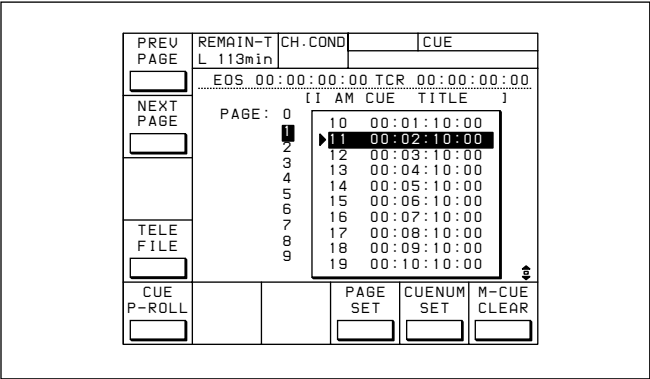 PREV PAGE
REMAIN-T
L 113min
CH.COND
CUE
EOS 00:00:00:00 TCR 00:00:00:00
[I AM CUE TITLE ]
NEXT PAGE
PAGE: 0
1
2
3
4
5
6
7
8
9
10 00:01:10:00
11 00:02:10:00
12 00:03:10:00
13 00:04:10:00
14 00:05:10:00
15 00:06:10:00
16 00:07:10:00
17 00:08:10:00
18 00:09:10:00
19 00:10:10:00
TELE FILE
CUE P-ROLL
PAGE SET
CUENUM SET
M-CUE CLEAR